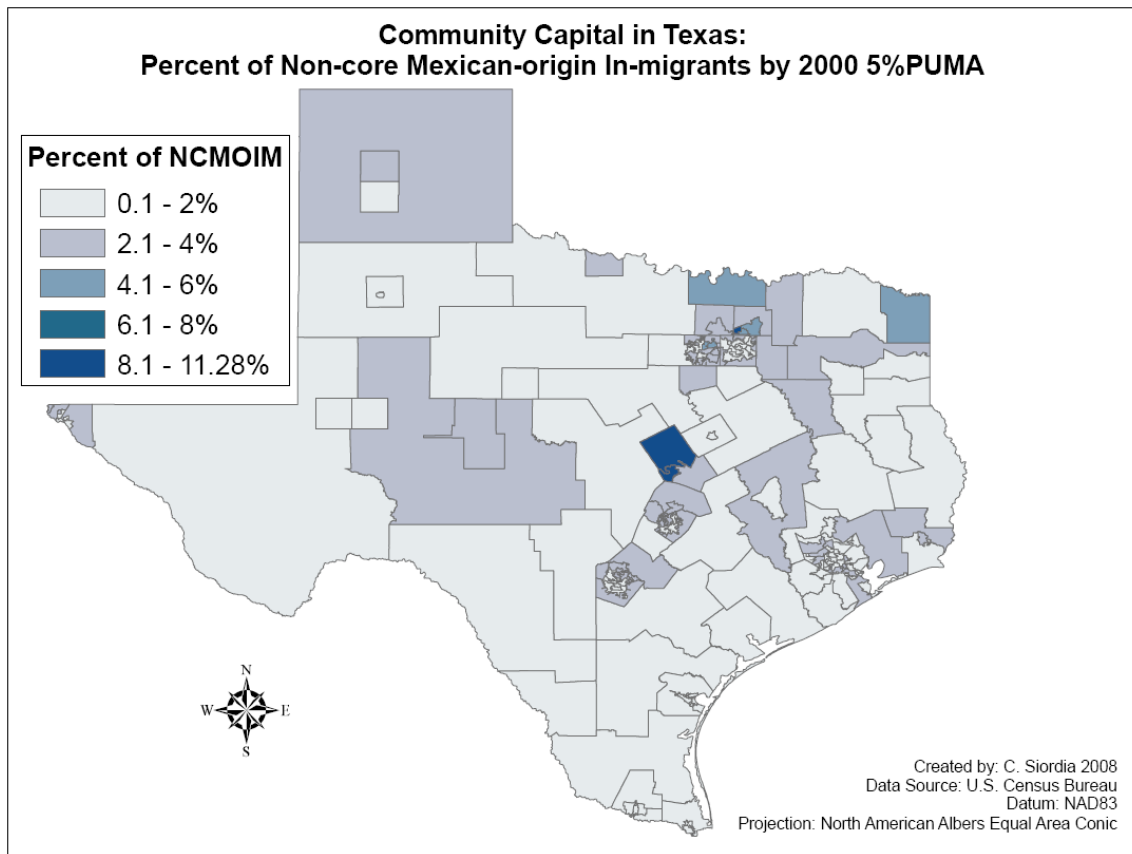 Community Capital in Texas:
Percent of Non-core Mexican-origin In-migrants by 2000 5%PUMA
Percent of NCMOIM
0.1 - 2%
2.1 - 4%
4.1 - 6%
6.1 - 8%
8.1 - 11.28%
N
W
E
S
Created by: C. Siordia 2008
Data Source: U.S. Census Bureau
Datum: NAD83
Projection: North American Albers Equal Area Conic